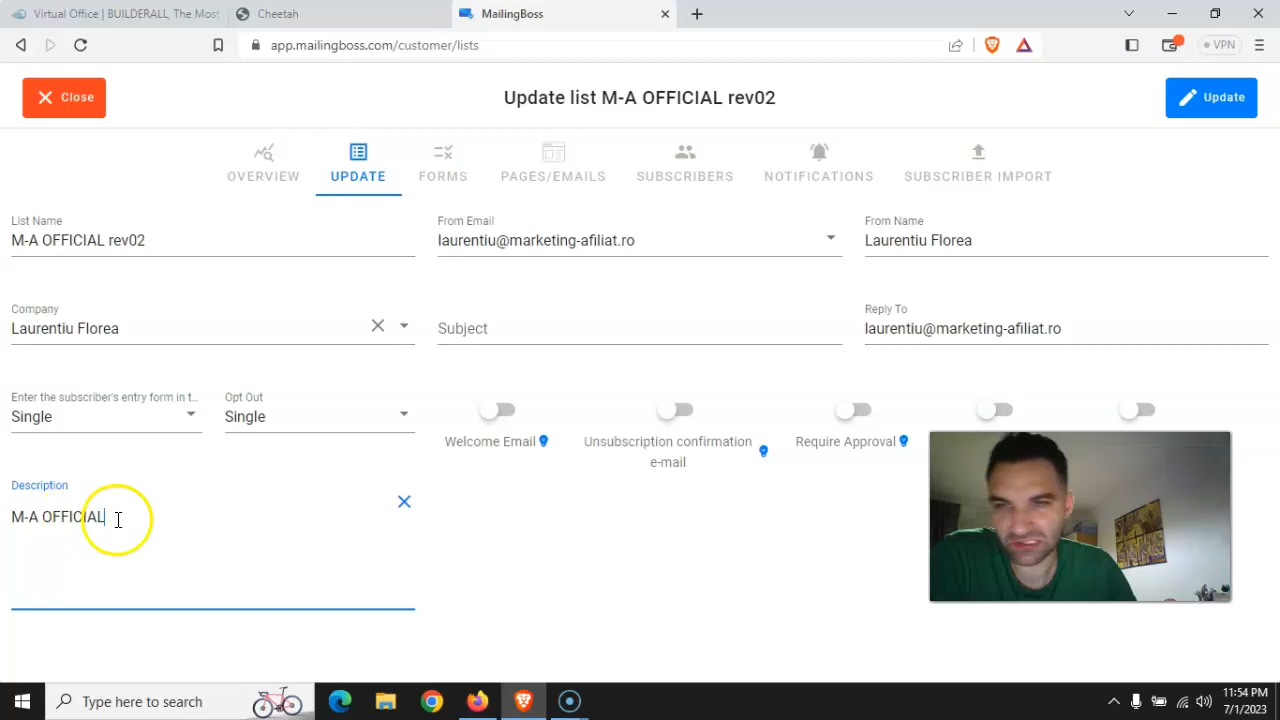 Virtual Office | BUILDERALL, The Most
Cheetah
MailingBoss
app.mailingboss.com/customer/lists
VPN
Close
Update list M-A OFFICIAL rev02
Update
OVERVIEW
UPDATE
FORMS
PAGES/EMAILS
SUBSCRIBERS
NOTIFICATIONS
SUBSCRIBER IMPORT
List Name
M-A OFFICIAL rev02
From Email
laurentiu@marketing-afiliat.ro
From Name
Laurentiu Florea
Company
Laurentiu Florea
Subject
Reply To
laurentiu@marketing-afiliat.ro
Enter the subscriber's entry form in t...
Single
Opt Out
Single
Welcome Email
Unsubscription confirmation
e-mail
Require Approval
Description
M-A OFFICIAL
Type here to search
11:54 PM
7/1/2023